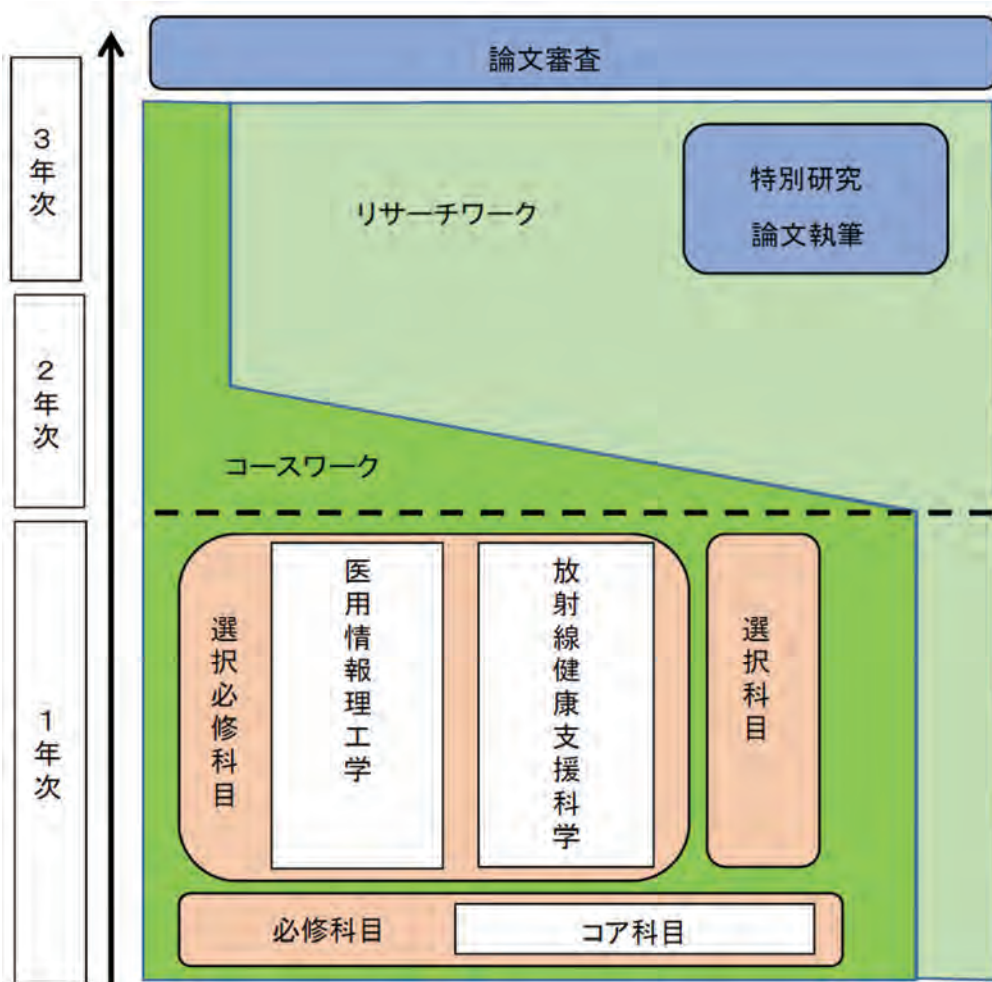 論文審査
3年次
リサーチワーク
特別研究
論文執筆
2年次
コースワーク
1年次
選択必修科目
医用情報理工学
放射線健康支援科学
選択科目
必修科目
コア科目